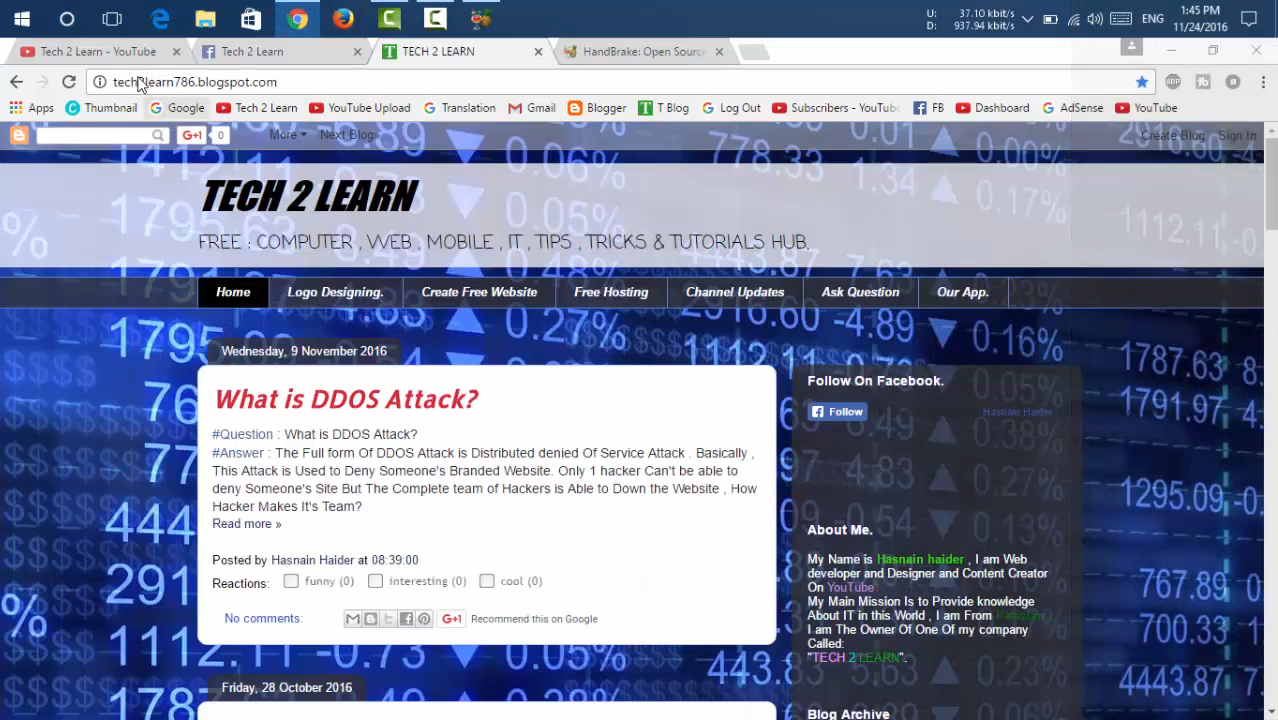 U: 37.10 kbit/s
D: 937.94 kbit/s
ENG
1:45 PM
11/24/2016
Tech 2 Learn - YouTube
Tech 2 Learn
TECH 2 LEARN
HandBrake: Open Source
tech2learn786.blogspot.com
Apps Thumbnail Google Tech 2 Learn YouTube Upload Translation Gmail Blogger T Blog Log Out Subscribers - YouTube FB Dashboard AdSense YouTube
G+1 0 More Next Blog» Create Blog Sign In
TECH 2 LEARN
FREE : COMPUTER , WEB , MOBILE , IT , TIPS , TRICKS & TUTORIALS HUB.
Home Logo Designing. Create Free Website Free Hosting Channel Updates Ask Question Our App.
Wednesday, 9 November 2016
What is DDOS Attack?
#Question : What is DDOS Attack?
#Answer : The Full form Of DDOS Attack is Distributed denied Of Service Attack . Basically ,
This Attack is Used to Deny Someone's Branded Website. Only 1 hacker Can't be able to
deny Someone's Site But The Complete team of Hackers is Able to Down the Website , How
Hacker Makes It's Team?
Read more »
Posted by Hasnain Haider at 08:39:00
Reactions: funny (0) interesting (0) cool (0)
No comments: G+1 Recommend this on Google
Friday, 28 October 2016
Follow On Facebook.
Follow Hasnain Haider
About Me.
My Name is Hasnain haider , I am Web
developer and Designer and Content Creator
On YouTube
My Main Mission Is to Provide knowledge
About IT in this World , I am From Pakistan
I am The Owner Of One Of my company
Called:
"TECH 2 LEARN".
Blog Archive